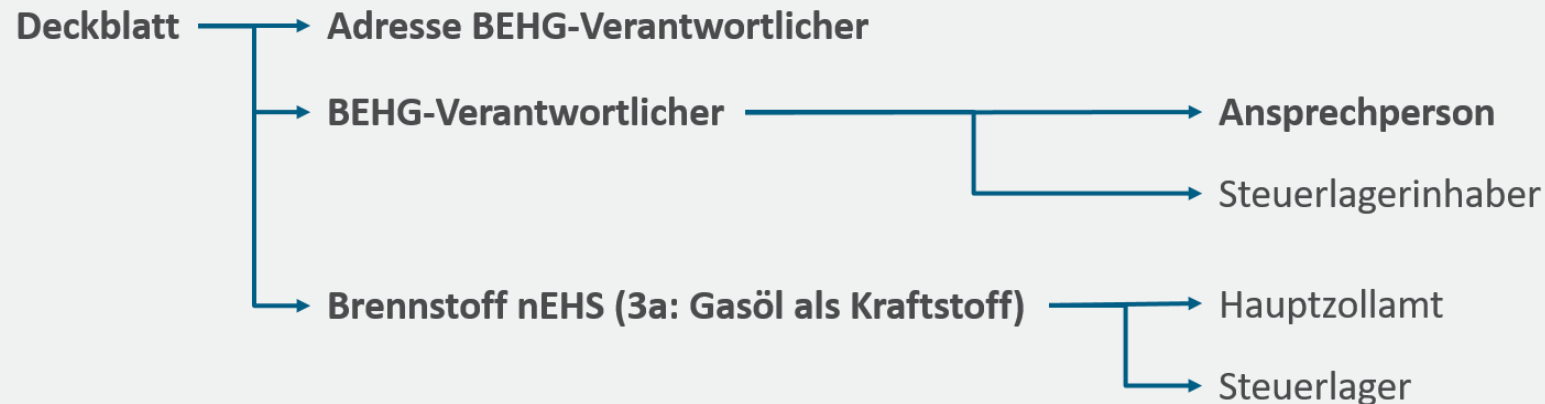 Deckblatt
Adresse BEHG-Verantwortlicher
BEHG-Verantwortlicher
Ansprechperson
Steuerlagerinhaber
Brennstoff nEHS (3a: Gasöl als Kraftstoff)
Hauptzollamt
Steuerlager